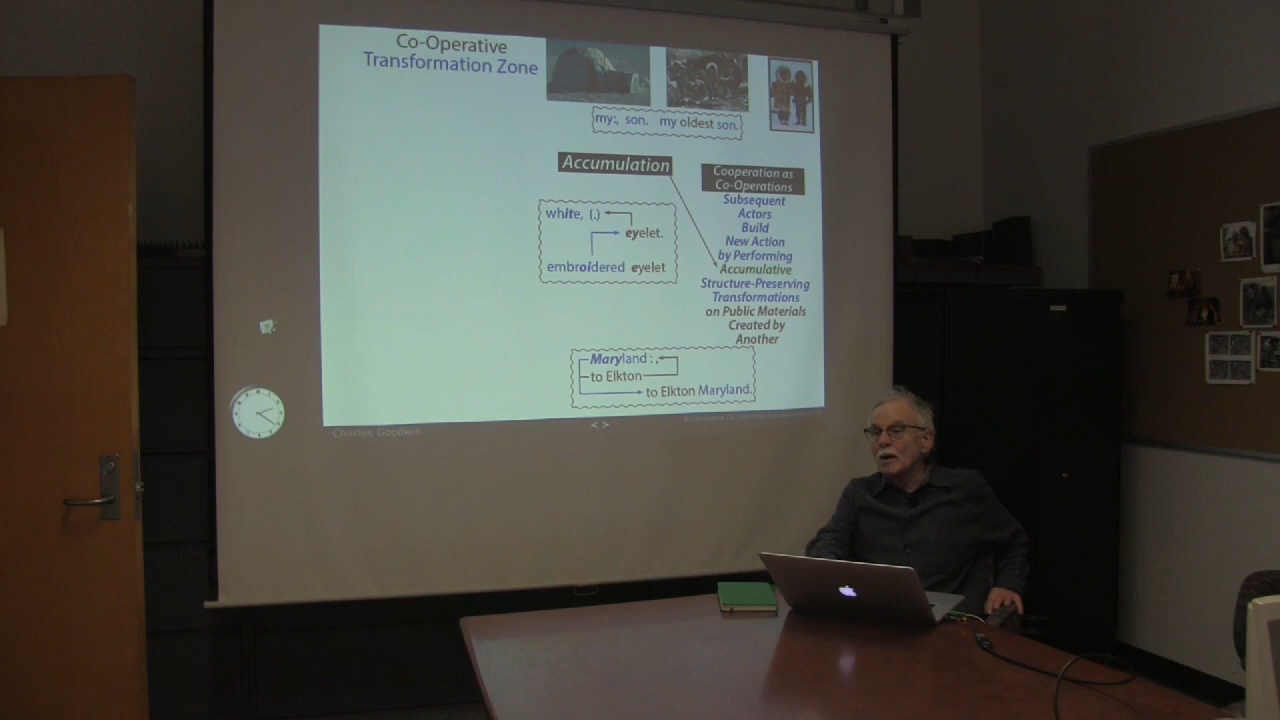 Co-Operative
Transformation Zone
my:, son. my oldest son.
Accumulation
Cooperation as
Co-Operations
Subsequent
Actors
Build
New Action
by Performing
Accumulative
Structure-Preserving
Transformations
on Public Materials
Created by
Another
white, (.)
eyelet.
embroidered eyelet
Maryland : ,
to Elkton
to Elkton Maryland.
Charles Goodwin
< >